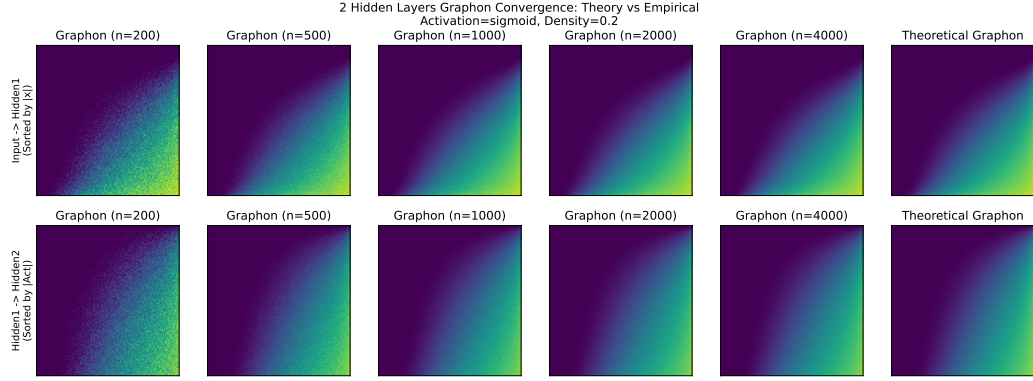 2 Hidden Layers Graphon Convergence: Theory vs Empirical
Activation=sigmoid, Density=0.2
Graphon (n=200)
Graphon (n=500)
Graphon (n=1000)
Graphon (n=2000)
Graphon (n=4000)
Theoretical Graphon
Input -> Hidden1
(Sorted by |x|)
Graphon (n=200)
Graphon (n=500)
Graphon (n=1000)
Graphon (n=2000)
Graphon (n=4000)
Theoretical Graphon
Hidden1 -> Hidden2
(Sorted by |Act|)